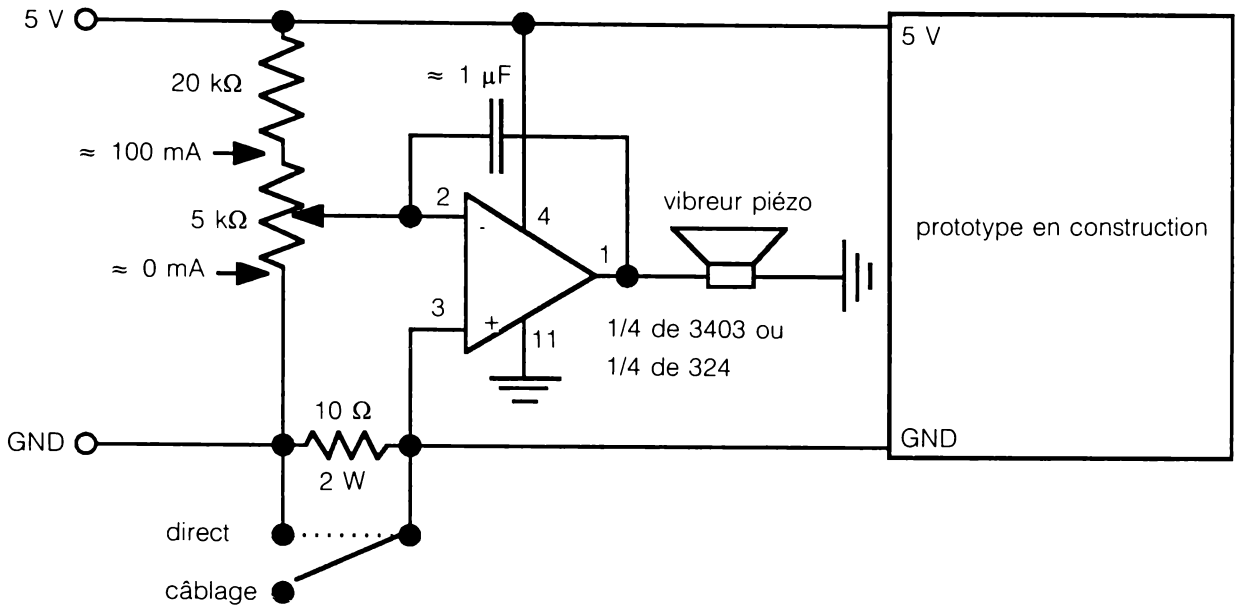 5 V
5 V
20 kΩ
≈ 1 µF
≈ 100 mA
2
-
4
vibreur piézo
5 kΩ
prototype en construction
1
≈ 0 mA
3
+
11
1/4 de 3403 ou
1/4 de 324
10 Ω
GND
GND
2 W
direct
câblage